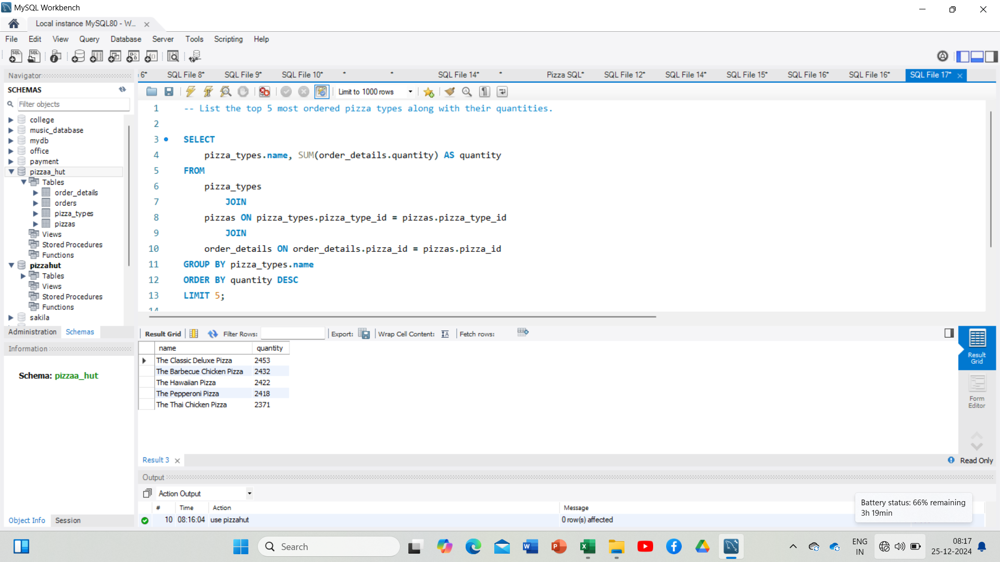 MySQL Workbench
Local instance MySQL80 - W...
File Edit View Query Database Server Tools Scripting Help
Navigator
6* SQL File 8* SQL File 9* SQL File 10* * * SQL File 14* * Pizza SQL* SQL File 12* SQL File 14* SQL File 15* SQL File 16* SQL File 16* SQL File 17*
SCHEMAS
Filter objects
college
music_database
mydb
office
payment
pizzaa_hut
Tables
order_details
orders
pizza_types
pizzas
Views
Stored Procedures
Functions
pizzahut
Tables
Views
Stored Procedures
Functions
sakila
Administration Schemas
Information
Schema: pizzaa_hut
Object Info Session
Limit to 1000 rows
1 -- List the top 5 most ordered pizza types along with their quantities.
2
3 SELECT
4 pizza_types.name, SUM(order_details.quantity) AS quantity
5 FROM
6 pizza_types
7 JOIN
8 pizzas ON pizza_types.pizza_type_id = pizzas.pizza_type_id
9 JOIN
10 order_details ON order_details.pizza_id = pizzas.pizza_id
11 GROUP BY pizza_types.name
12 ORDER BY quantity DESC
13 LIMIT 5;
14
Result Grid Filter Rows: Export: Wrap Cell Content: Fetch rows:
name quantity
The Classic Deluxe Pizza 2453
The Barbecue Chicken Pizza 2432
The Hawaiian Pizza 2422
The Pepperoni Pizza 2418
The Thai Chicken Pizza 2371
Result
Grid
Form
Editor
Result 3
Read Only
Output
Action Output
# Time Action Message
10 08:16:04 use pizzahut 0 row(s) affected
Battery status: 66% remaining
3h 19min
Search
ENG
IN
08:17
25-12-2024